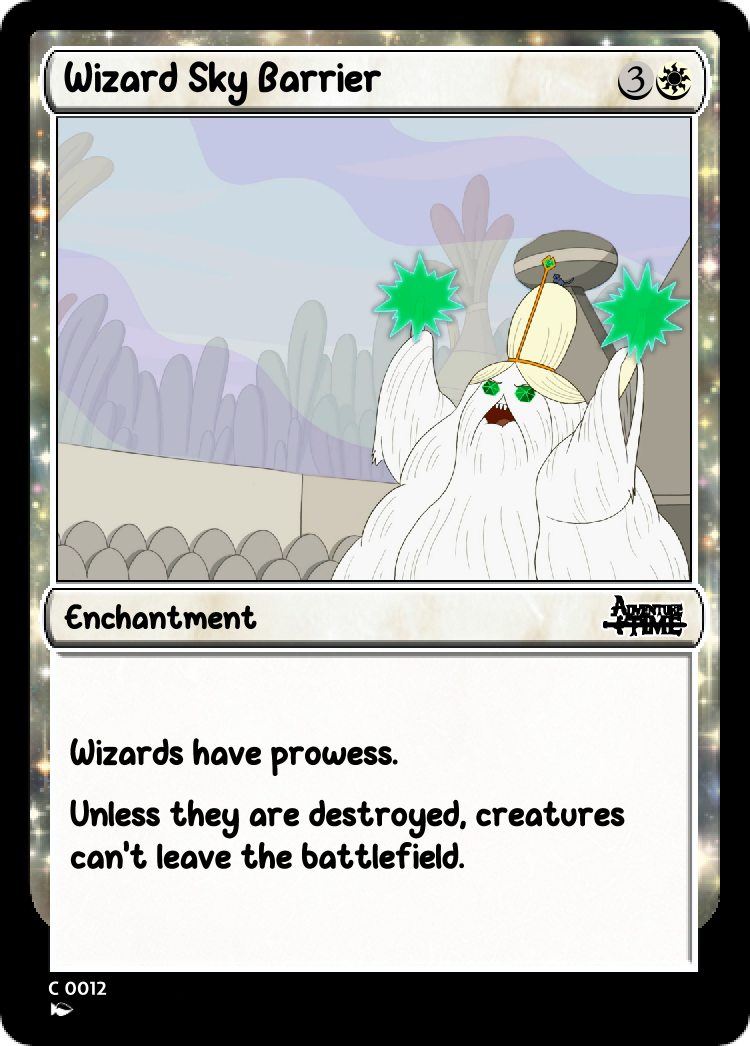 Wizard Sky Barrier
3
Enchantment
ADVENTURE
TIME
Wizards have prowess.
Unless they are destroyed, creatures
can't leave the battlefield.
C 0012